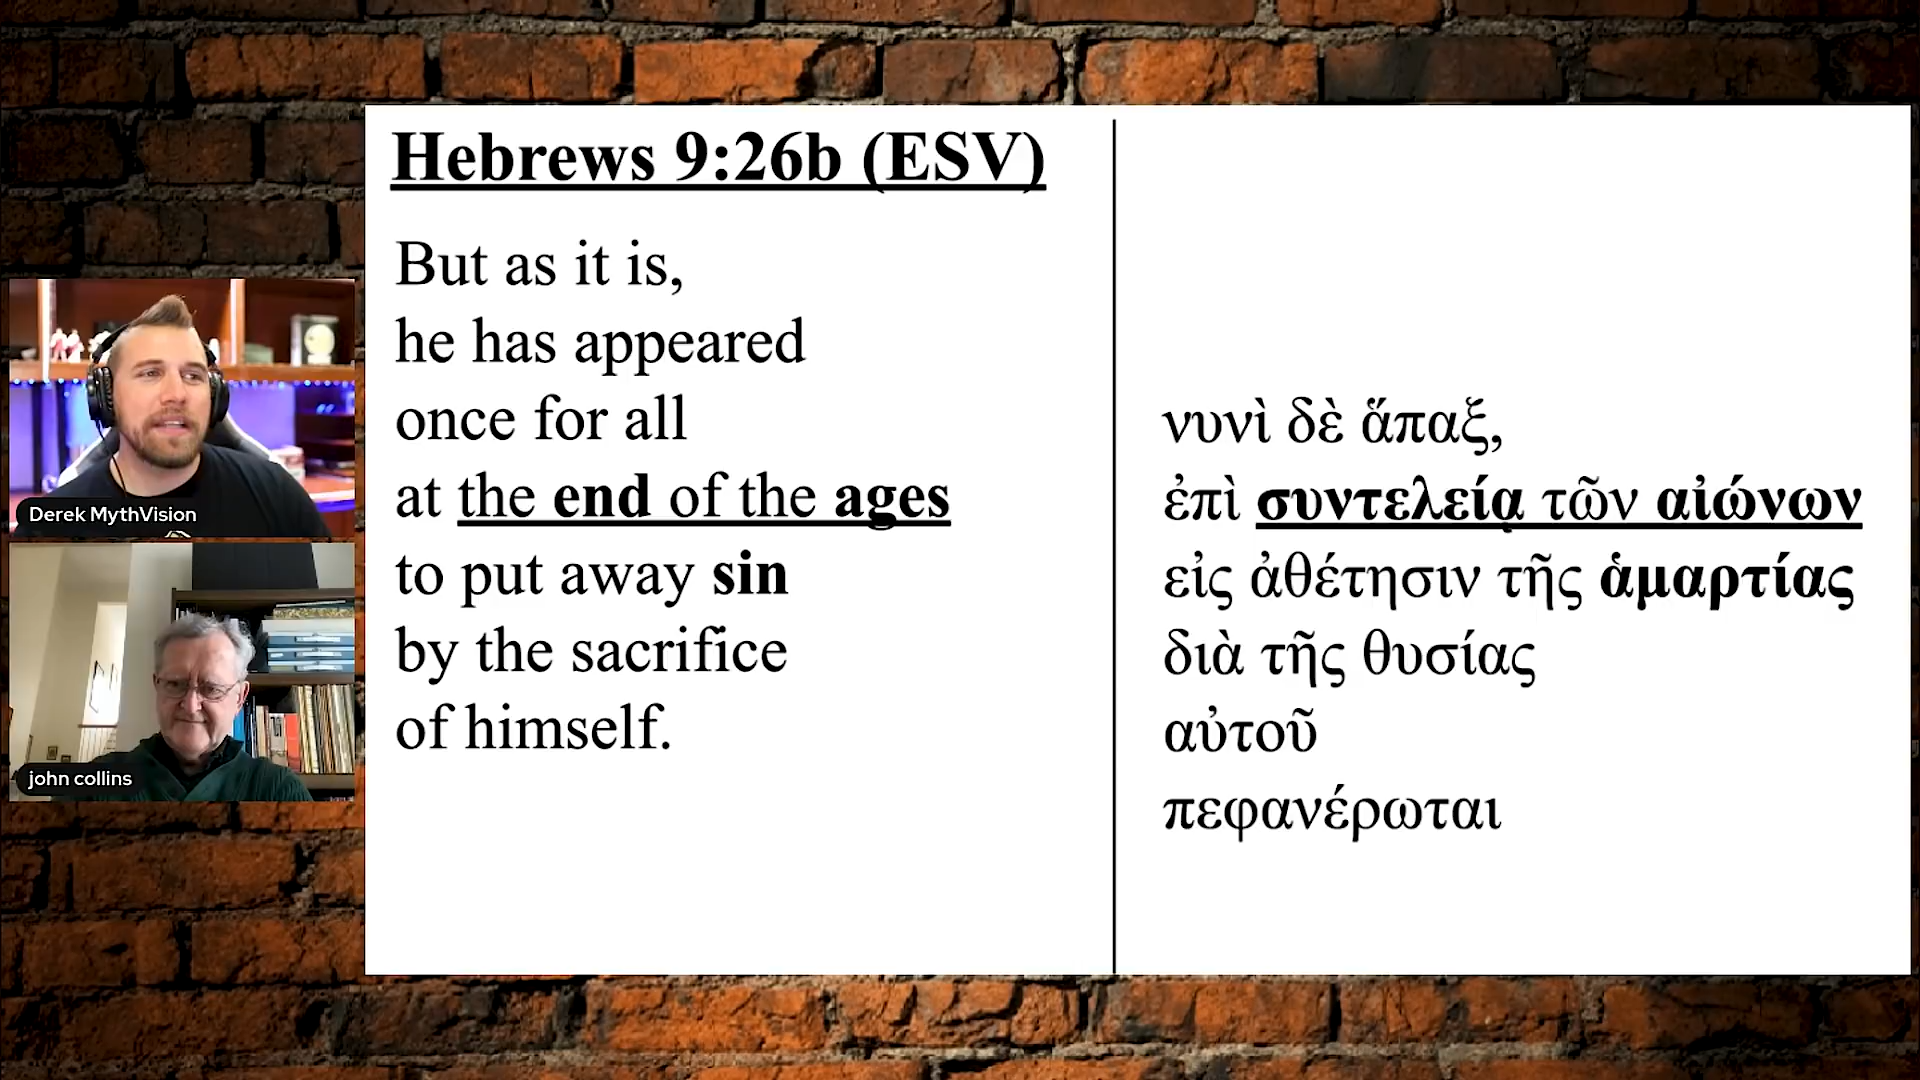 Hebrews 9:26b (ESV)
But as it is,
he has appeared
once for all
at the end of the ages
to put away sin
by the sacrifice
of himself.
νυνὶ δὲ ἅπαξ,
ἐπὶ συντελείᾳ τῶν αἰώνων
εἰς ἀθέτησιν τῆς ἁμαρτίας
διὰ τῆς θυσίας
αὐτοῦ
πεφανέρωται
Derek MythVision
john collins